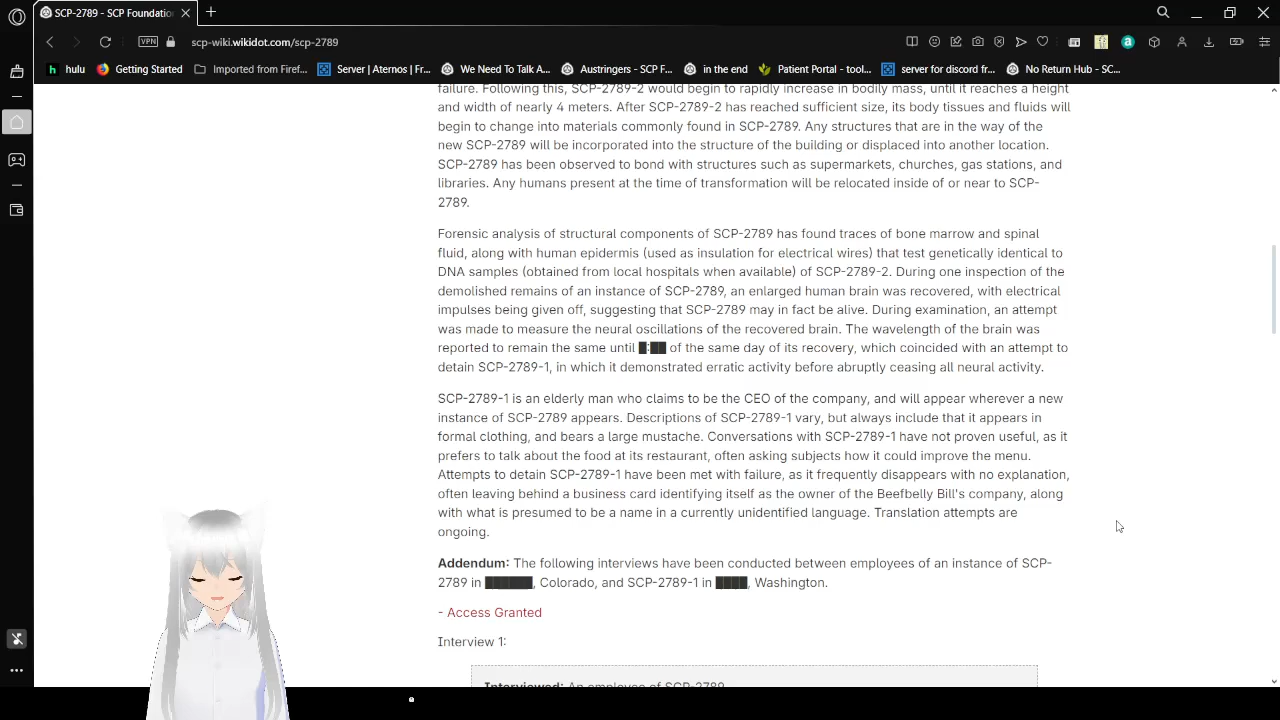 SCP-2789 - SCP Foundatio
scp-wiki.wikidot.com/scp-2789
VPN
hulu
Getting Started
Imported from Firef...
Server | Aternos | Fr...
We Need To Talk A...
Austringers - SCP F...
in the end
Patient Portal - tool...
server for discord fr...
No Return Hub - SC...
failure. Following this, SCP-2789-2 would begin to rapidly increase in bodily mass, until it reaches a height
and width of nearly 4 meters. After SCP-2789-2 has reached sufficient size, its body tissues and fluids will
begin to change into materials commonly found in SCP-2789. Any structures that are in the way of the
new SCP-2789 will be incorporated into the structure of the building or displaced into another location.
SCP-2789 has been observed to bond with structures such as supermarkets, churches, gas stations, and
libraries. Any humans present at the time of transformation will be relocated inside of or near to SCP-
2789.
Forensic analysis of structural components of SCP-2789 has found traces of bone marrow and spinal
fluid, along with human epidermis (used as insulation for electrical wires) that test genetically identical to
DNA samples (obtained from local hospitals when available) of SCP-2789-2. During one inspection of the
demolished remains of an instance of SCP-2789, an enlarged human brain was recovered, with electrical
impulses being given off, suggesting that SCP-2789 may in fact be alive. During examination, an attempt
was made to measure the neural oscillations of the recovered brain. The wavelength of the brain was
reported to remain the same until █:██ of the same day of its recovery, which coincided with an attempt to
detain SCP-2789-1, in which it demonstrated erratic activity before abruptly ceasing all neural activity.
SCP-2789-1 is an elderly man who claims to be the CEO of the company, and will appear wherever a new
instance of SCP-2789 appears. Descriptions of SCP-2789-1 vary, but always include that it appears in
formal clothing, and bears a large mustache. Conversations with SCP-2789-1 have not proven useful, as it
prefers to talk about the food at its restaurant, often asking subjects how it could improve the menu.
Attempts to detain SCP-2789-1 have been met with failure, as it frequently disappears with no explanation,
often leaving behind a business card identifying itself as the owner of the Beefbelly Bill's company, along
with what is presumed to be a name in a currently unidentified language. Translation attempts are
ongoing.
Addendum: The following interviews have been conducted between employees of an instance of SCP-
2789 in ██████, Colorado, and SCP-2789-1 in ████, Washington.
- Access Granted
Interview 1:
Interviewed: An employee of SCP-2789